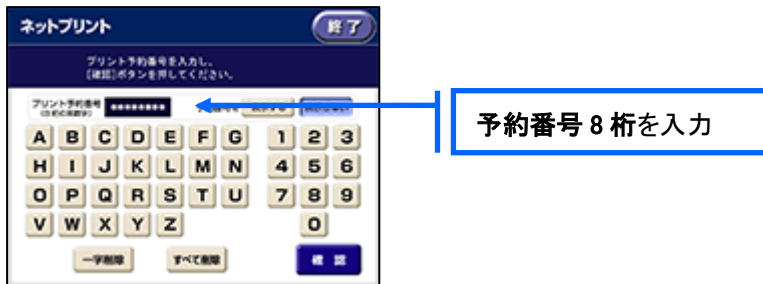 ネットプリント
終了
プリント予約番号を入力し、
[確認]ボタンを押してください。
プリント予約番号
********
A B C D E F G 1 2 3
H I J K L M N 4 5 6
O P Q R S T U 7 8 9
V W X Y Z 0
一字削除 すべて削除 確認
予約番号8桁を入力